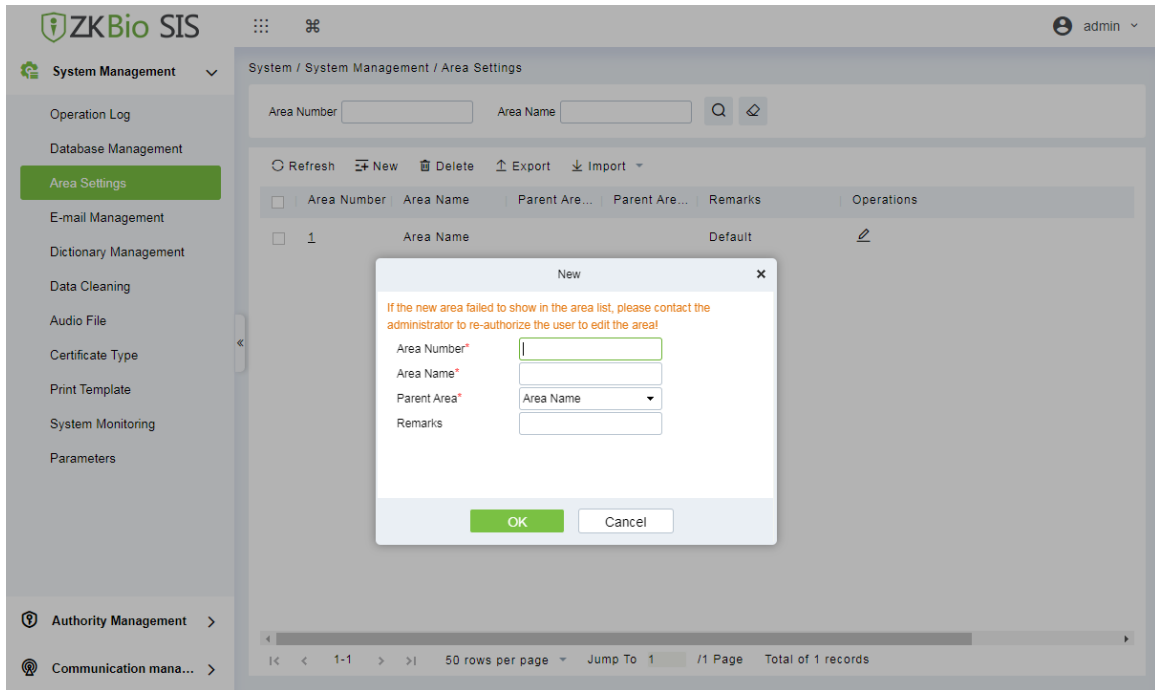 ZKBio SIS
admin
System Management
System / System Management / Area Settings
Operation Log
Database Management
Area Settings
E-mail Management
Dictionary Management
Data Cleaning
Audio File
Certificate Type
Print Template
System Monitoring
Parameters
Authority Management
Communication mana...
Area Number
Area Name
Refresh New Delete Export Import
Area Number Area Name Parent Are... Parent Are... Remarks Operations
1 Area Name Default
New
If the new area failed to show in the area list, please contact the
administrator to re-authorize the user to edit the area!
Area Number*
Area Name*
Parent Area* Area Name
Remarks
OK Cancel
1-1 50 rows per page Jump To 1 /1 Page Total of 1 records